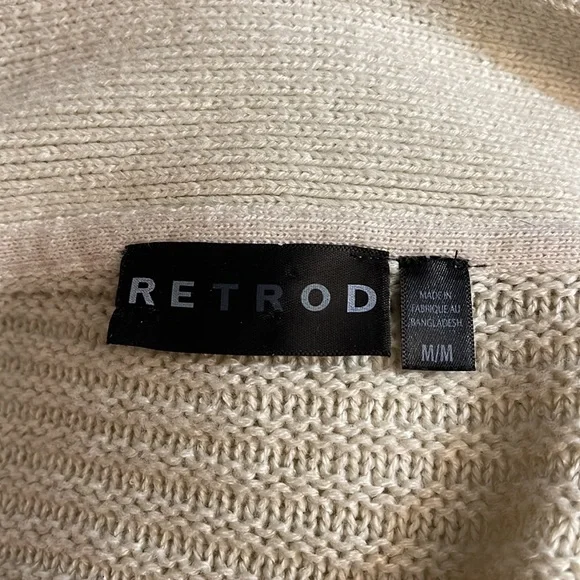 RETROD
MADE IN
FABRIQUE AU
BANGLADESH
M/M